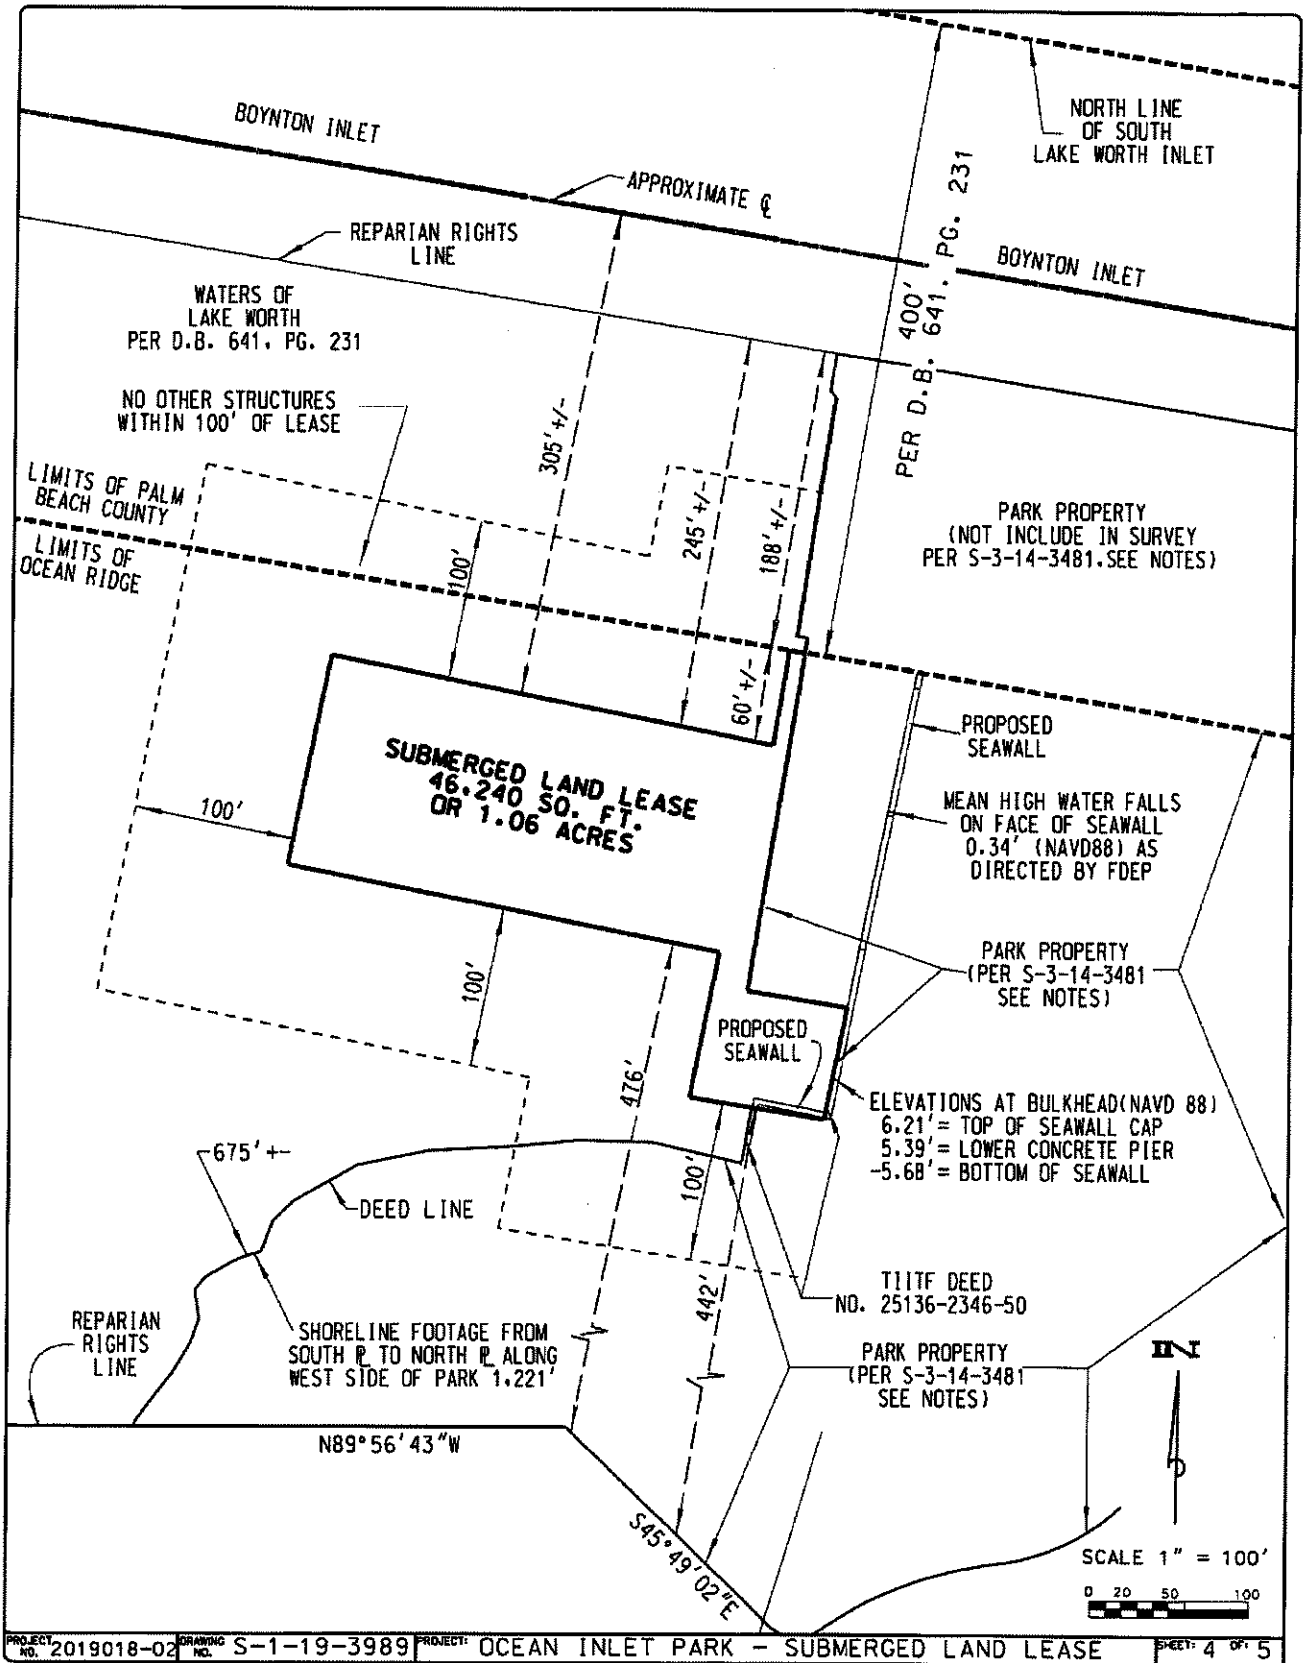 BOYNTON INLET
NORTH LINE
OF SOUTH
LAKE WORTH INLET
APPROXIMATE ℄
REPARIAN RIGHTS
LINE
BOYNTON INLET
400'
PER D.B. 641. PG. 231
WATERS OF
LAKE WORTH
PER D.B. 641. PG. 231
NO OTHER STRUCTURES
WITHIN 100' OF LEASE
305'+/-
245'+/-
188'+/-
LIMITS OF PALM
BEACH COUNTY
LIMITS OF
OCEAN RIDGE
100'
PARK PROPERTY
(NOT INCLUDE IN SURVEY
PER S-3-14-3481.SEE NOTES)
60'+/-
PROPOSED
SEAWALL
SUBMERGED LAND LEASE
46.240 SQ. FT.
OR 1.06 ACRES
100'
MEAN HIGH WATER FALLS
ON FACE OF SEAWALL
0.34' (NAVD88) AS
DIRECTED BY FDEP
100'
PARK PROPERTY
(PER S-3-14-3481
SEE NOTES)
PROPOSED
SEAWALL
476'
ELEVATIONS AT BULKHEAD(NAVD 88)
6.21'= TOP OF SEAWALL CAP
5.39'= LOWER CONCRETE PIER
-5.68'= BOTTOM OF SEAWALL
675'+-
100'
DEED LINE
442'
TIITF DEED
NO. 25136-2346-50
REPARIAN
RIGHTS
LINE
SHORELINE FOOTAGE FROM
SOUTH ⅊ TO NORTH ⅊ ALONG
WEST SIDE OF PARK 1.221'
PARK PROPERTY
(PER S-3-14-3481
SEE NOTES)
N
N89°56'43"W
S45°49'02"E
SCALE 1" = 100'
0 20 50 100
PROJECT NO. 2019018-02 DRAWING NO. S-1-19-3989 PROJECT: OCEAN INLET PARK - SUBMERGED LAND LEASE SHEET: 4 OF: 5